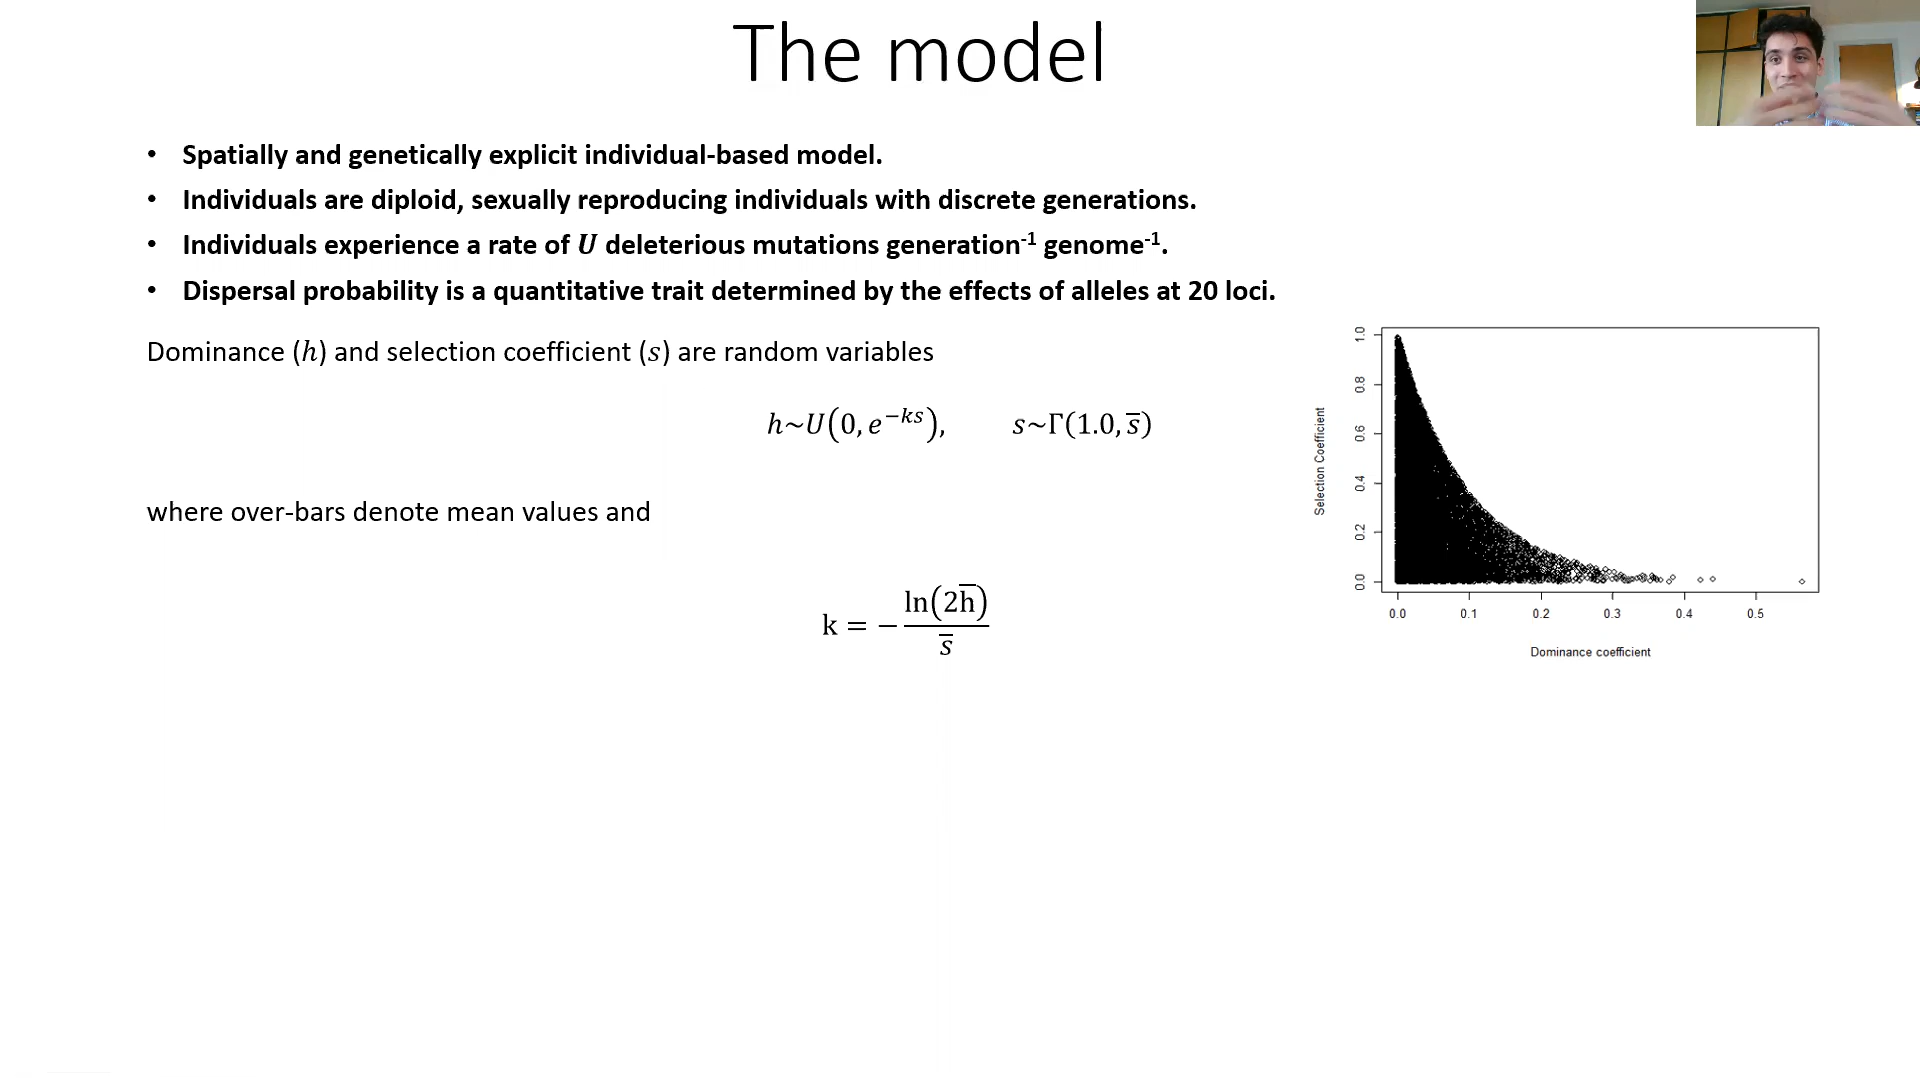 The model
• Spatially and genetically explicit individual-based model.
• Individuals are diploid, sexually reproducing individuals with discrete generations.
• Individuals experience a rate of U deleterious mutations generation⁻¹ genome⁻¹.
• Dispersal probability is a quantitative trait determined by the effects of alleles at 20 loci.
Dominance (h) and selection coefficient (s) are random variables
h~U(0, e^{−ks}), s~Γ(1.0, s̅)
where over-bars denote mean values and
k = − ln(2h̅) / s̅
Selection Coefficient
1.0
0.8
0.6
0.4
0.2
0.0
0.0 0.1 0.2 0.3 0.4 0.5
Dominance coefficient